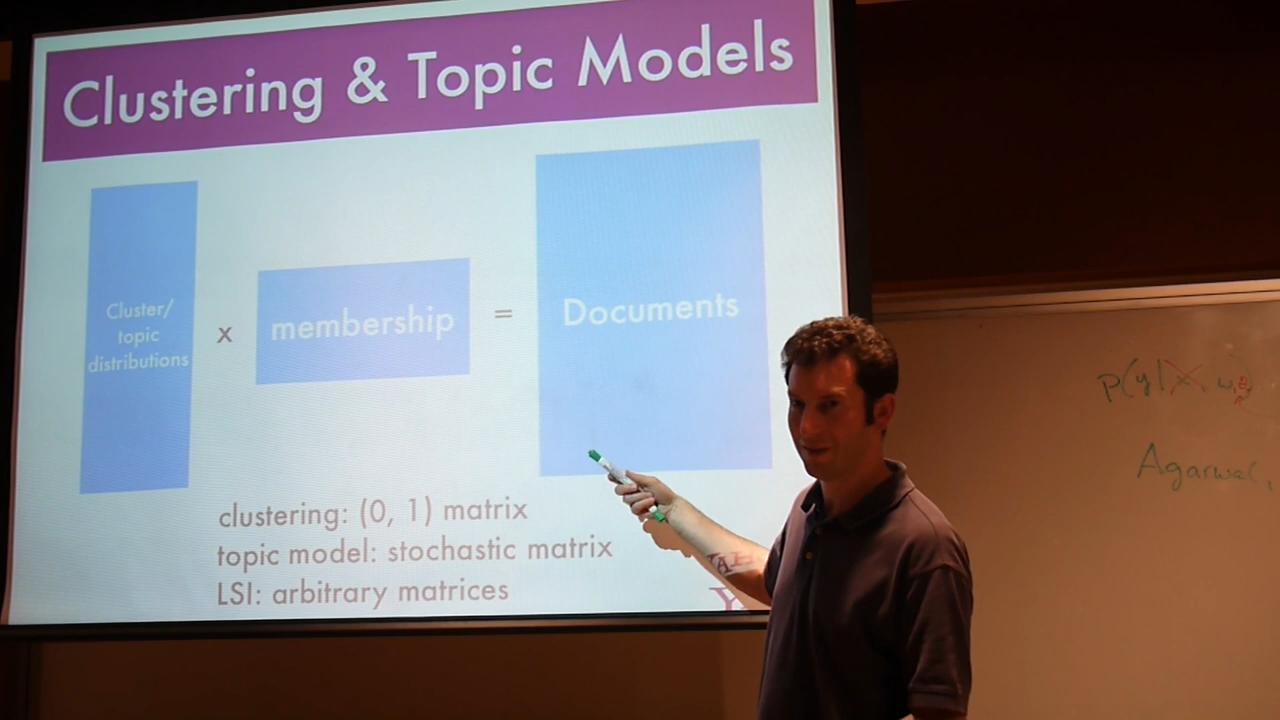 Clustering & Topic Models
Cluster/
topic
distributions
x
membership
=
Documents
clustering: (0, 1) matrix
topic model: stochastic matrix
LSI: arbitrary matrices
P(y|x, w,
Agarwal,